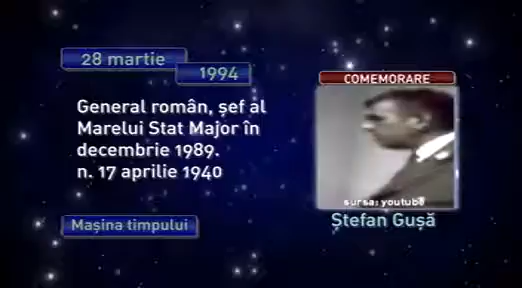 28 martie
1994
COMEMORARE
General român, șef al
Marelui Stat Major în
decembrie 1989.
n. 17 aprilie 1940
sursa: youtube
Ștefan Gușă
Mașina timpului